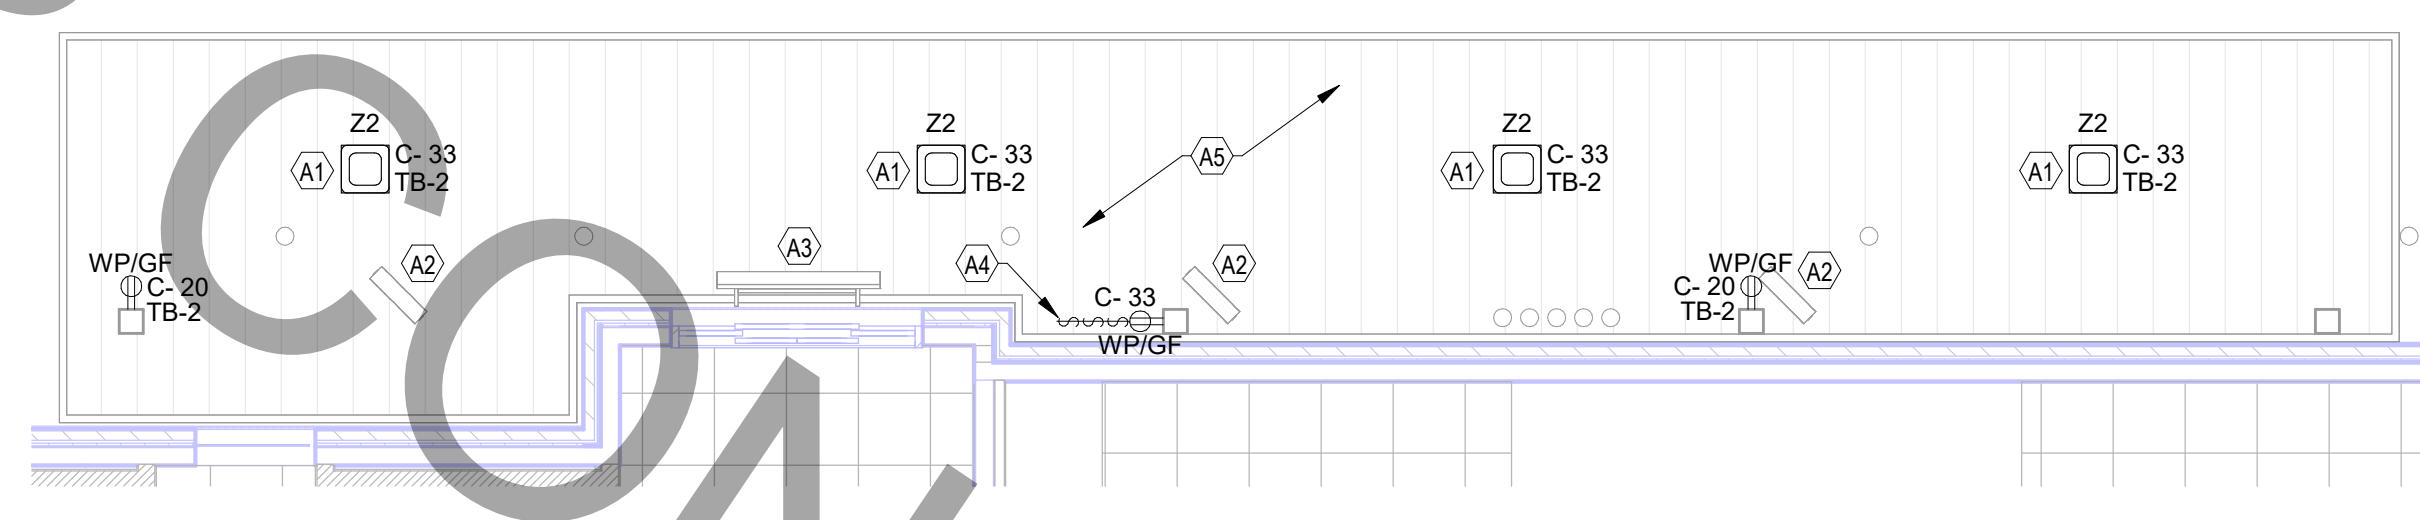 Z2
A1
C- 33
TB-2
Z2
A1
C- 33
TB-2
A5
Z2
A1
C- 33
TB-2
Z2
A1
C- 33
TB-2
WP/GF
C- 20
TB-2
A2
A3
A4
C- 33
WP/GF
A2
WP/GF
C- 20
TB-2
A2